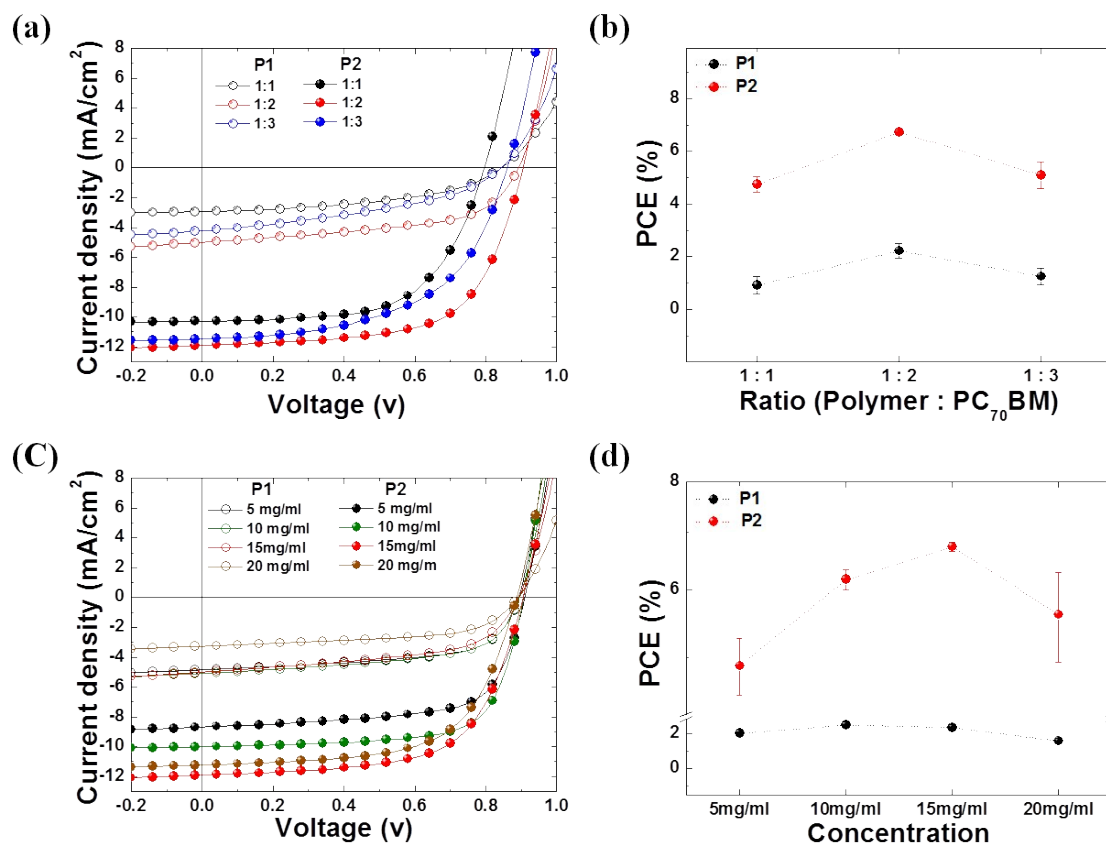 (a)
Current density (mA/cm²)
8
6
4
2
0
-2
-4
-6
-8
-10
-12
P1 P2
1:1 1:1
1:2 1:2
1:3 1:3
-0.2 0.0 0.2 0.4 0.6 0.8 1.0
Voltage (v)
(b)
PCE (%)
8
6
4
2
0
P1
P2
1 : 1 1 : 2 1 : 3
Ratio (Polymer : PC₇₀BM)
(C)
Current density (mA/cm²)
8
6
4
2
0
-2
-4
-6
-8
-10
-12
P1 P2
5 mg/ml 5 mg/ml
10 mg/ml 10 mg/ml
15mg/ml 15mg/ml
20 mg/ml 20 mg/m
-0.2 0.0 0.2 0.4 0.6 0.8 1.0
Voltage (v)
(d)
PCE (%)
8
6
2
0
P1
P2
5mg/ml 10mg/ml 15mg/ml 20mg/ml
Concentration